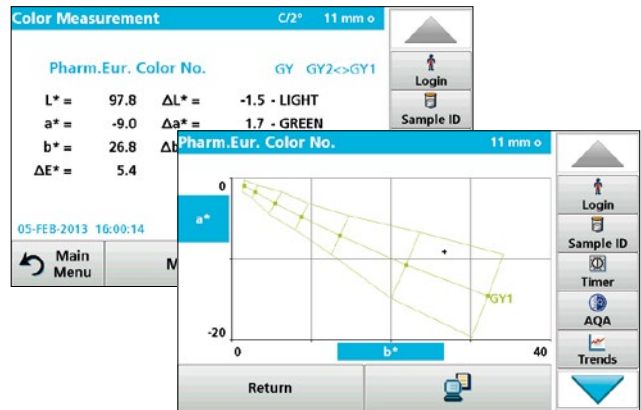 Color Measurement C/2° 11 mm o
Pharm.Eur. Color No. GY GY2<>GY1
L* = 97.8 ΔL* = -1.5 - LIGHT
a* = -9.0 Δa* = 1.7 - GREEN
b* = 26.8 Δb
ΔE* = 5.4
05-FEB-2013 16:00:14
Main
Menu
M
Login
Sample ID
Pharm.Eur. Color No. 11 mm o
0
a*
-20
0
b*
40
GY1
Return
Login
Sample ID
Timer
AQA
Trends